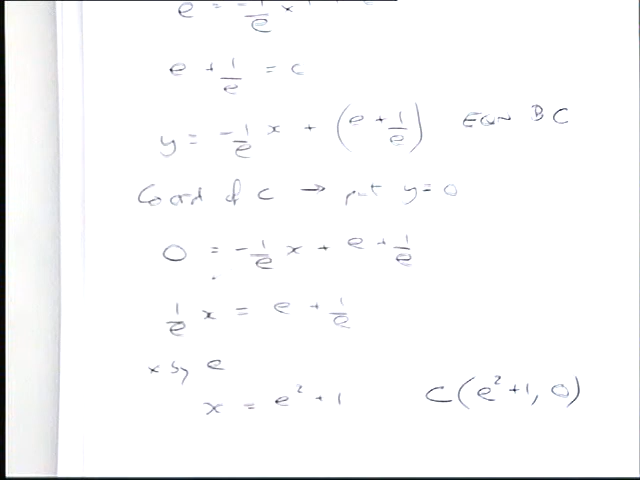 e = -1/e x
e + 1/e = c
y = -1/e x + (e + 1/e) EQN BC
Coord of C → put y = 0
0 = -1/e x + e + 1/e
1/e x = e + 1/e
x by e
x = e² + 1 C(e²+1, 0)